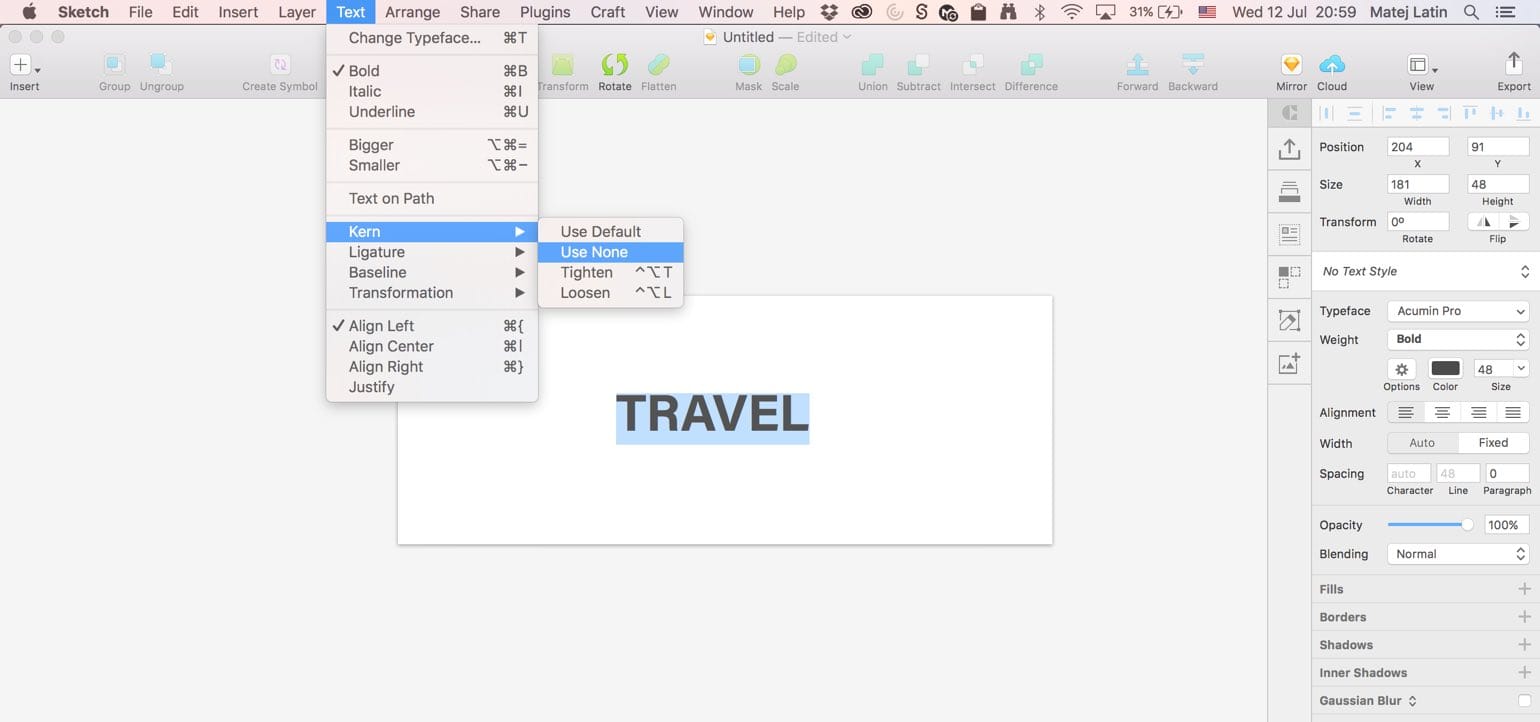 Sketch File Edit Insert Layer Text Arrange Share Plugins Craft View Window Help 31% Wed 12 Jul 20:59 Matej Latin
Untitled — Edited
Insert Group Ungroup Create Symbol Transform Rotate Flatten Mask Scale Union Subtract Intersect Difference Forward Backward Mirror Cloud View Export
Change Typeface... ⌘T
✓ Bold ⌘B
Italic ⌘I
Underline ⌘U
Bigger ⌥⌘=
Smaller ⌥⌘−
Text on Path
Kern ▶
Ligature ▶
Baseline ▶
Transformation ▶
✓ Align Left ⌘{
Align Center ⌘|
Align Right ⌘}
Justify
Use Default
Use None
Tighten ^⌥T
Loosen ^⌥L
TRAVEL
Position 204 91
X Y
Size 181 48
Width Height
Transform 0º
Rotate Flip
No Text Style
Typeface Acumin Pro
Weight Bold
48
Options Color Size
Alignment
Width Auto Fixed
Spacing auto 48 0
Character Line Paragraph
Opacity 100%
Blending Normal
Fills
Borders
Shadows
Inner Shadows
Gaussian Blur